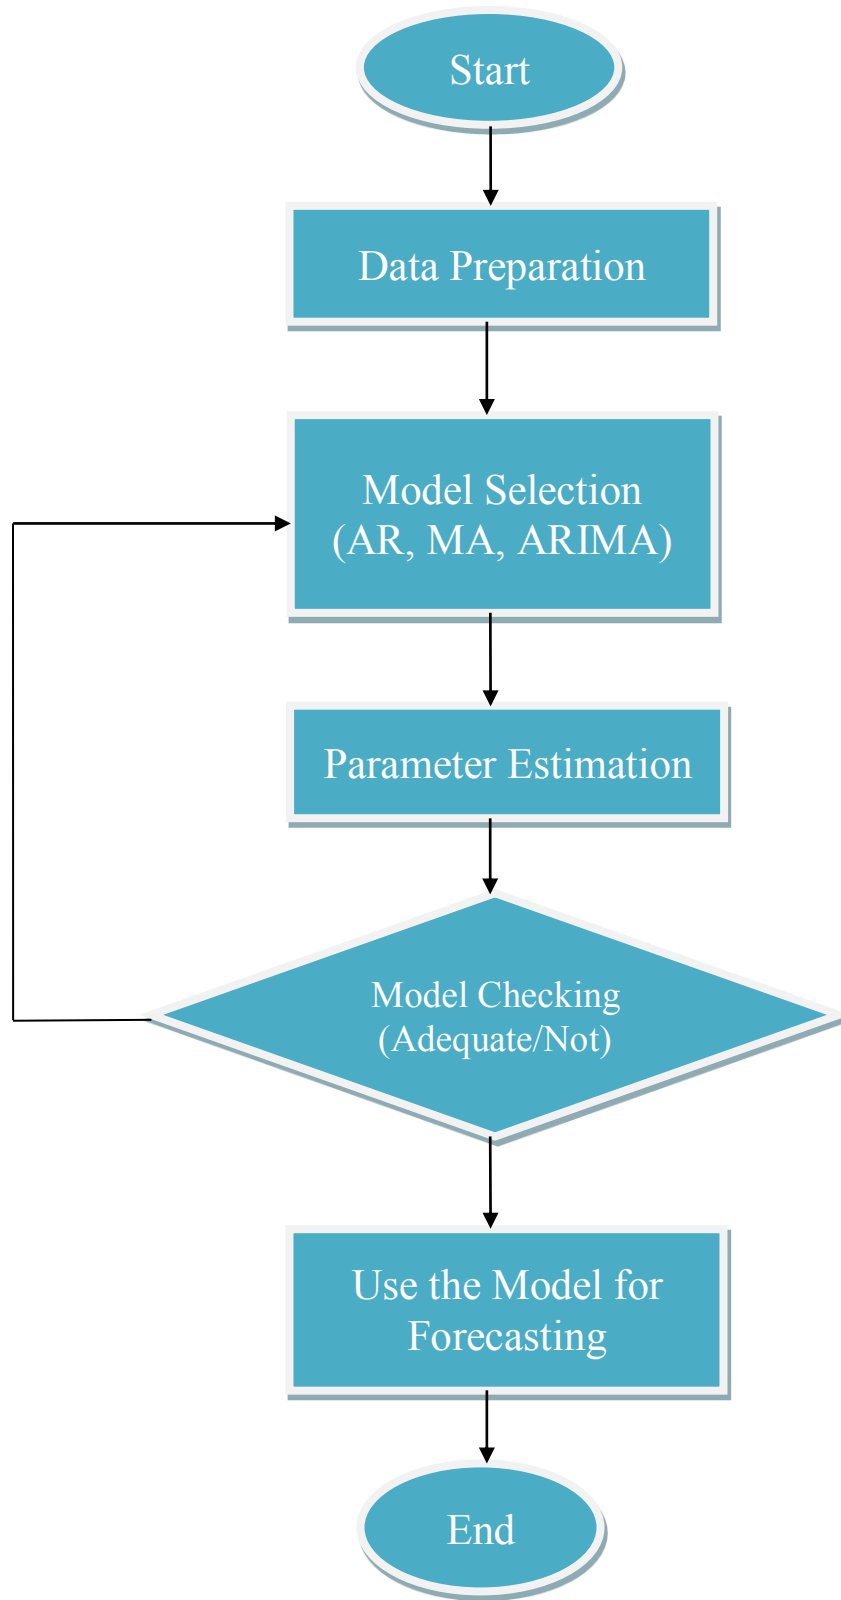 Start
Data Preparation
Model Selection
(AR, MA, ARIMA)
Parameter Estimation
Model Checking
(Adequate/Not)
Use the Model for
Forecasting
End